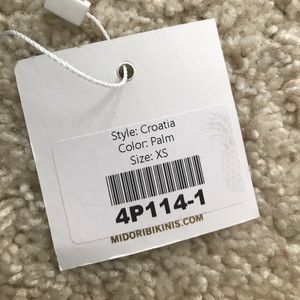 Style: Croatia
Color: Palm
Size: XS
4P114-1
MIDORIBIKINIS.COM